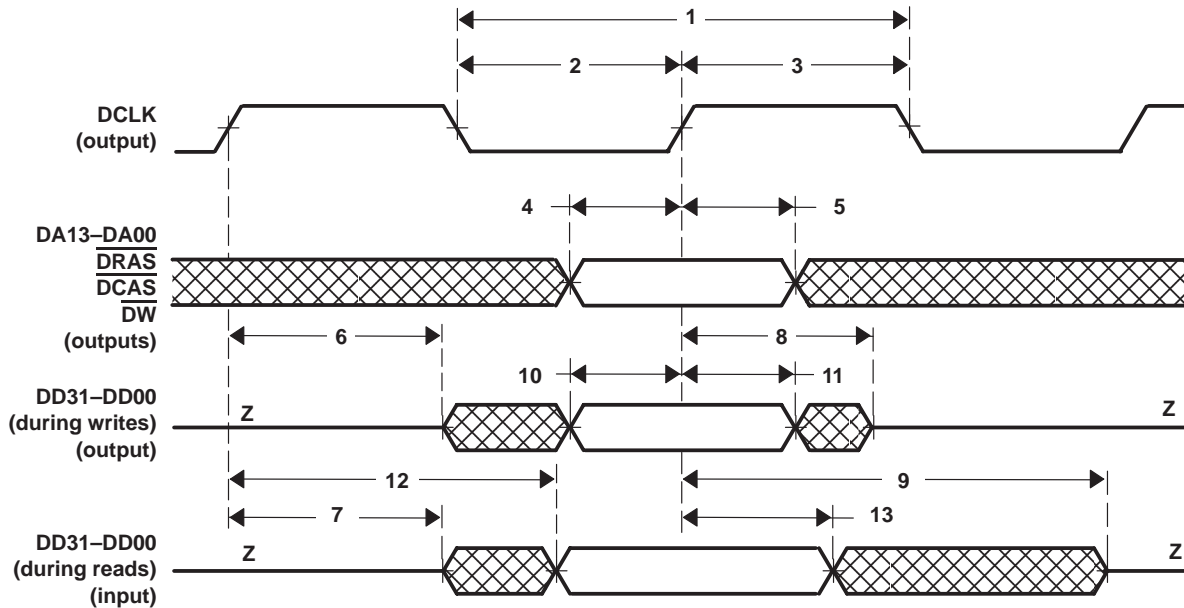 1
2
3
DCLK
(output)
4
5
DA13–DA00
DRAS
DCAS
DW
(outputs)
6
8
10
11
DD31–DD00
(during writes)
(output)
Z
Z
12
9
7
13
DD31–DD00
(during reads)
(input)
Z
Z